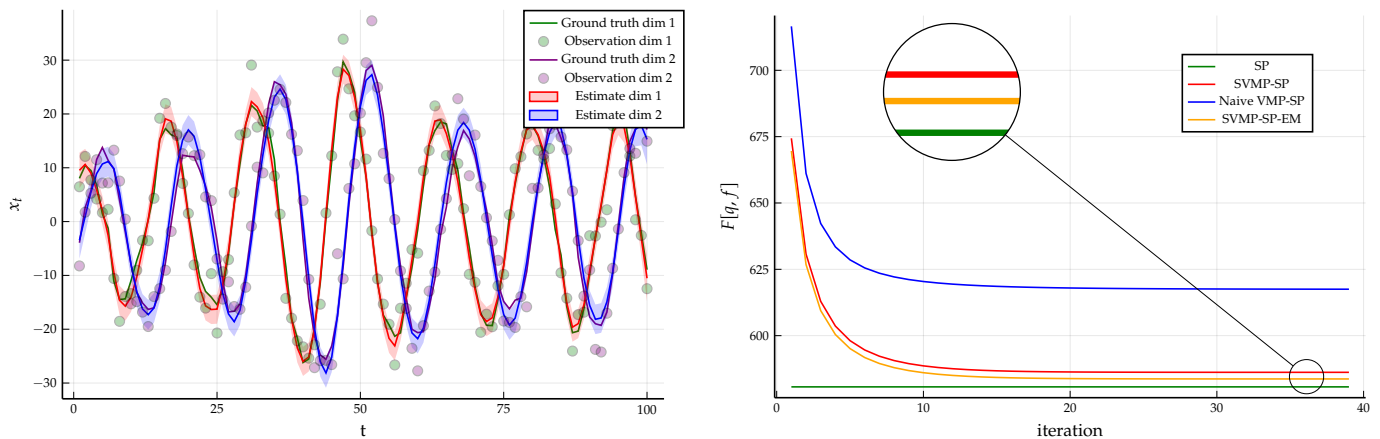 Ground truth dim 1
Observation dim 1
Ground truth dim 2
Observation dim 2
Estimate dim 1
Estimate dim 2
30
20
10
0
−10
−20
−30
0
25
50
75
100
t
x_t
SP
SVMP-SP
Naive VMP-SP
SVMP-SP-EM
700
675
650
625
600
0
10
20
30
40
iteration
F[q, f]